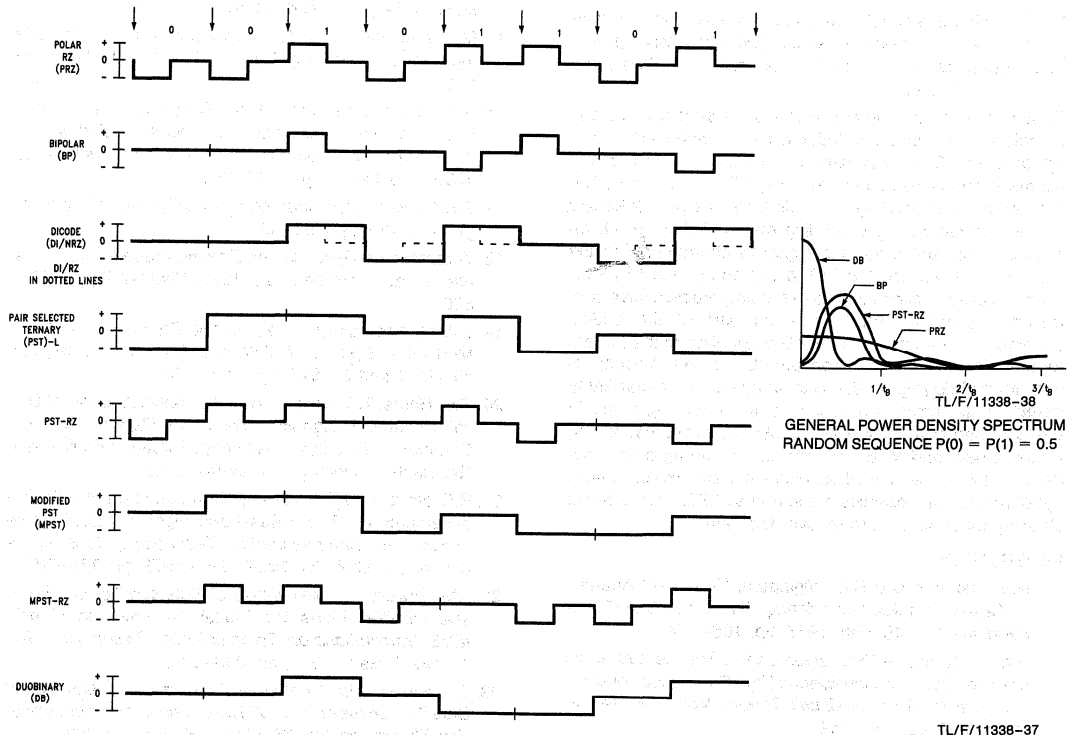 0 0 1 0 1 1 0 1
POLAR
RZ
(PRZ)
+
0
-
BIPOLAR
(BP)
+
0
-
DICODE
(DI/NRZ)
+
0
-
DI/RZ
IN DOTTED LINES
PAIR SELECTED
TERNARY
(PST)-L
+
0
-
PST-RZ
+
0
-
MODIFIED
PST
(MPST)
+
0
-
MPST-RZ
+
0
-
DUOBINARY
(DB)
+
0
-
TL/F/11338-37
DB
BP
PST-RZ
PRZ
1/tB 2/tB 3/tB
TL/F/11338-38
GENERAL POWER DENSITY SPECTRUM
RANDOM SEQUENCE P(0) = P(1) = 0.5